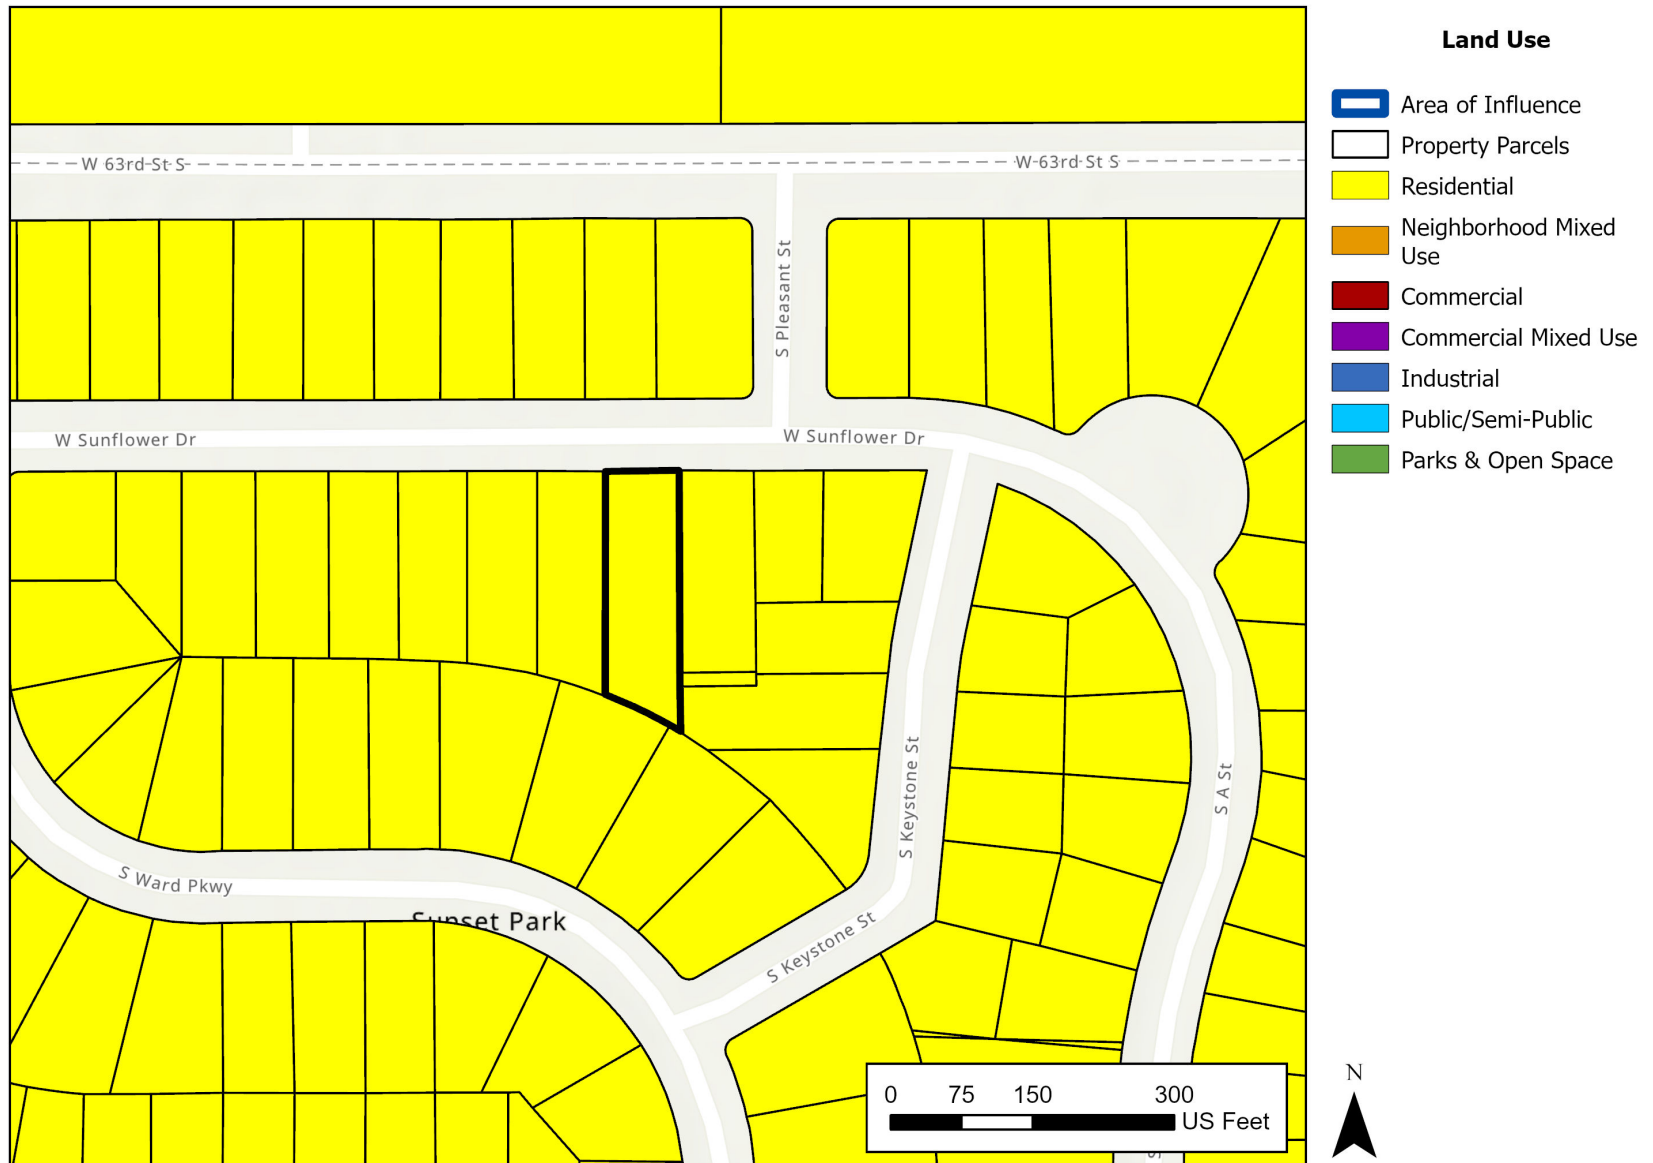 Land Use
Area of Influence
Property Parcels
Residential
Neighborhood Mixed
Use
Commercial
Commercial Mixed Use
Industrial
Public/Semi-Public
Parks & Open Space
W 63rd St S
W 63rd St S
S Pleasant St
W Sunflower Dr
W Sunflower Dr
S Keystone St
S A St
S Ward Pkwy
Sunset Park
S Keystone St
S
0 75 150 300
US Feet
N